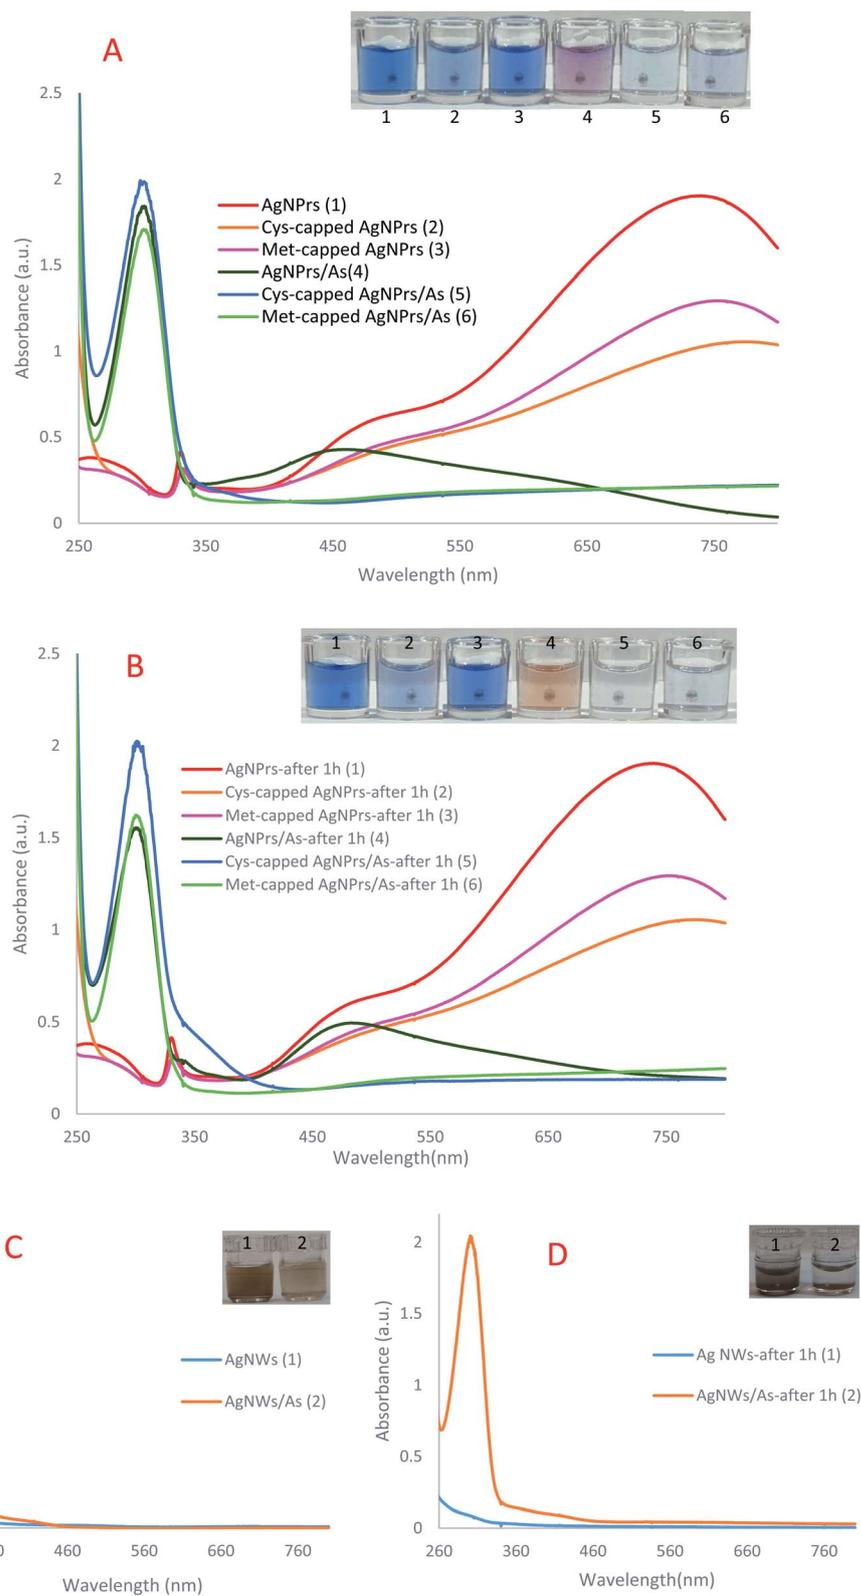 A
1 2 3 4 5 6
2.5
2
1.5
1
0.5
0
Absorbance (a.u.)
AgNPrs (1)
Cys-capped AgNPrs (2)
Met-capped AgNPrs (3)
AgNPrs/As(4)
Cys-capped AgNPrs/As (5)
Met-capped AgNPrs/As (6)
250 350 450 550 650 750
Wavelength (nm)
B
1 2 3 4 5 6
2.5
2
1.5
1
0.5
0
Absorbance (a.u.)
AgNPrs-after 1h (1)
Cys-capped AgNPrs-after 1h (2)
Met-capped AgNPrs-after 1h (3)
AgNPrs/As-after 1h (4)
Cys-capped AgNPrs/As-after 1h (5)
Met-capped AgNPrs/As-after 1h (6)
250 350 450 550 650 750
Wavelength(nm)
C
1 2
AgNWs (1)
AgNWs/As (2)
460 560 660 760
Wavelength (nm)
D
1 2
2
1.5
1
0.5
0
Absorbance (a.u.)
Ag NWs-after 1h (1)
AgNWs/As-after 1h (2)
260 360 460 560 660 760
Wavelength(nm)